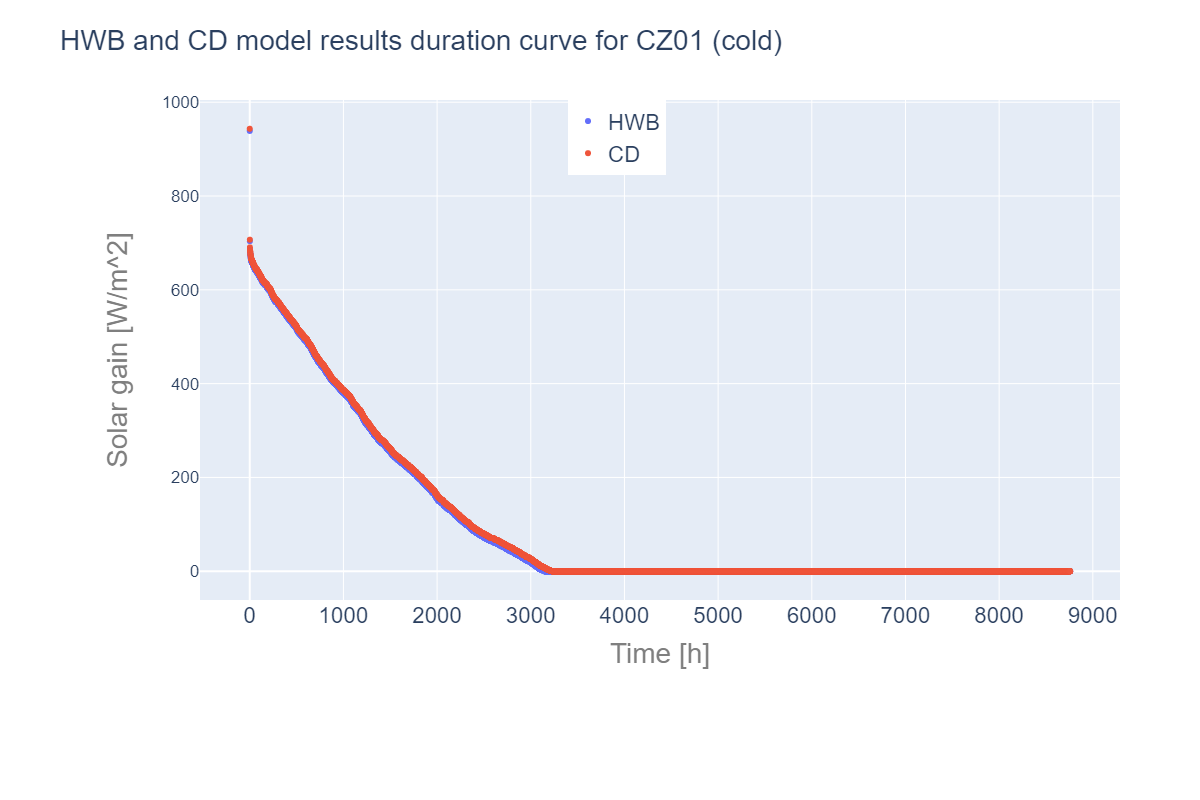 HWB and CD model results duration curve for CZ01 (cold)
1000
800
600
400
200
0
Solar gain [W/m^2]
HWB
CD
0 1000 2000 3000 4000 5000 6000 7000 8000 9000
Time [h]